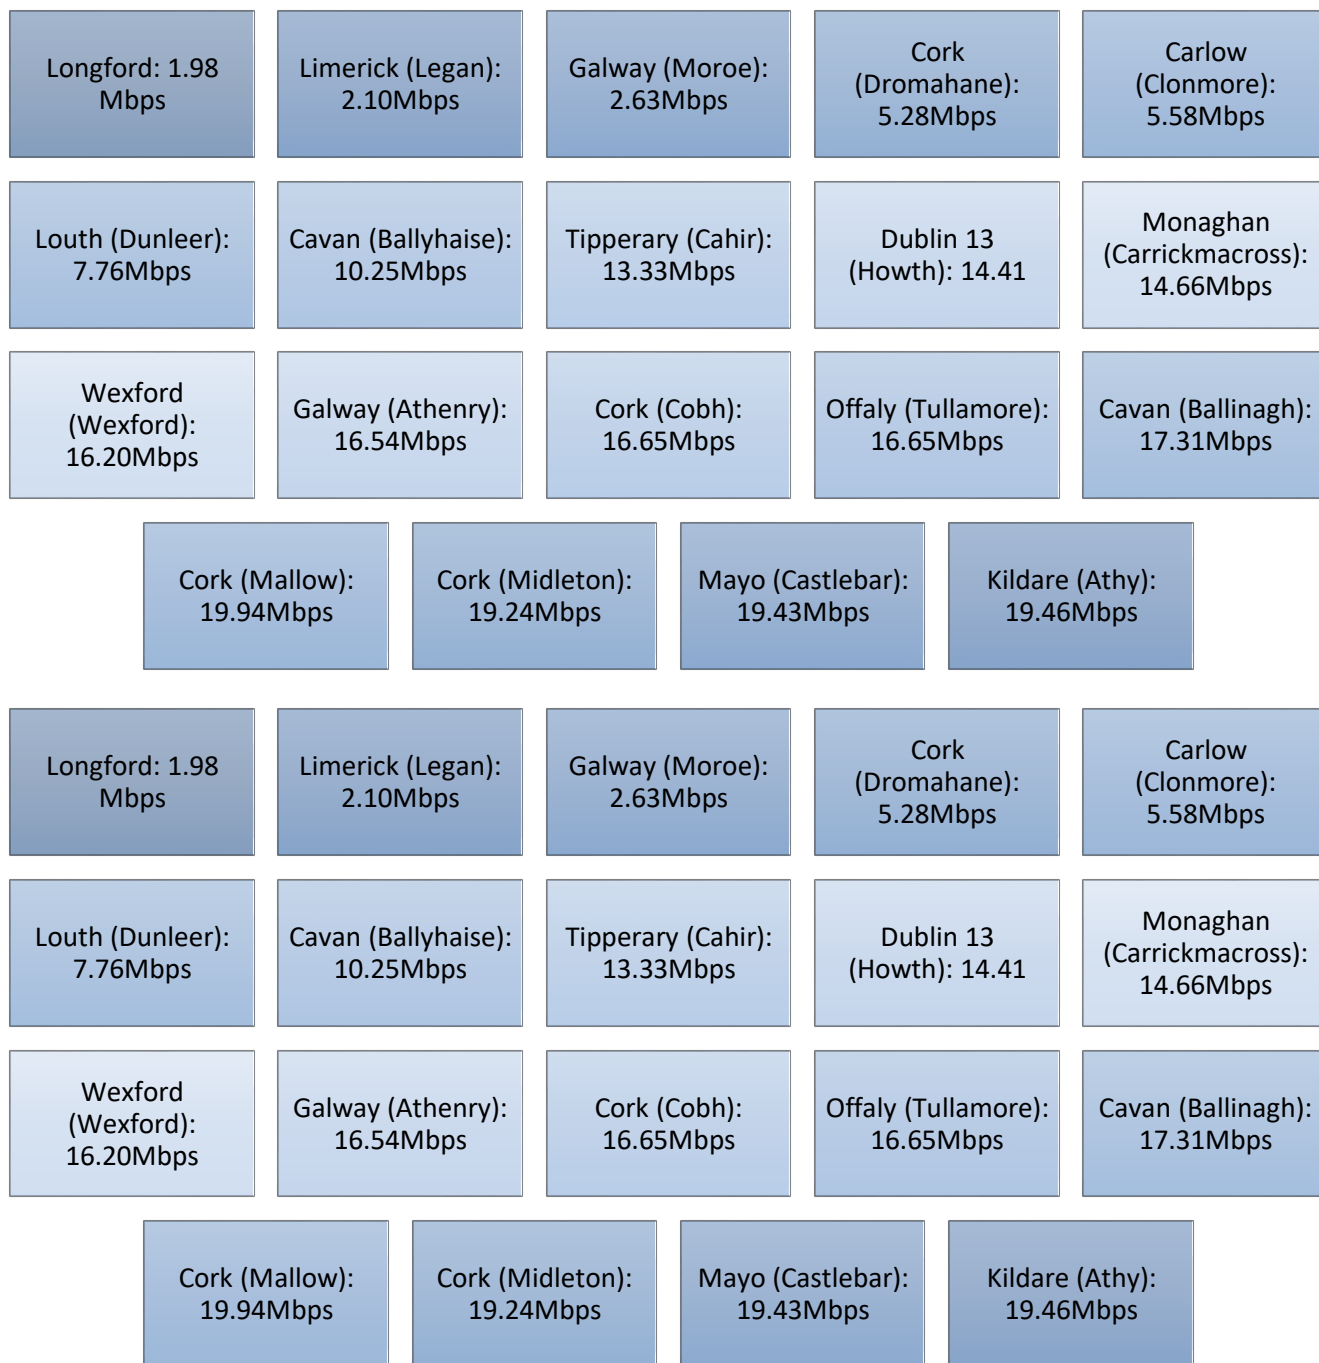 Longford: 1.98
Mbps
Limerick (Legan):
2.10Mbps
Galway (Moroe):
2.63Mbps
Cork
(Dromahane):
5.28Mbps
Carlow
(Clonmore):
5.58Mbps
Louth (Dunleer):
7.76Mbps
Cavan (Ballyhaise):
10.25Mbps
Tipperary (Cahir):
13.33Mbps
Dublin 13
(Howth): 14.41
Monaghan
(Carrickmacross):
14.66Mbps
Wexford
(Wexford):
16.20Mbps
Galway (Athenry):
16.54Mbps
Cork (Cobh):
16.65Mbps
Offaly (Tullamore):
16.65Mbps
Cavan (Ballinagh):
17.31Mbps
Cork (Mallow):
19.94Mbps
Cork (Midleton):
19.24Mbps
Mayo (Castlebar):
19.43Mbps
Kildare (Athy):
19.46Mbps
Longford: 1.98
Mbps
Limerick (Legan):
2.10Mbps
Galway (Moroe):
2.63Mbps
Cork
(Dromahane):
5.28Mbps
Carlow
(Clonmore):
5.58Mbps
Louth (Dunleer):
7.76Mbps
Cavan (Ballyhaise):
10.25Mbps
Tipperary (Cahir):
13.33Mbps
Dublin 13
(Howth): 14.41
Monaghan
(Carrickmacross):
14.66Mbps
Wexford
(Wexford):
16.20Mbps
Galway (Athenry):
16.54Mbps
Cork (Cobh):
16.65Mbps
Offaly (Tullamore):
16.65Mbps
Cavan (Ballinagh):
17.31Mbps
Cork (Mallow):
19.94Mbps
Cork (Midleton):
19.24Mbps
Mayo (Castlebar):
19.43Mbps
Kildare (Athy):
19.46Mbps